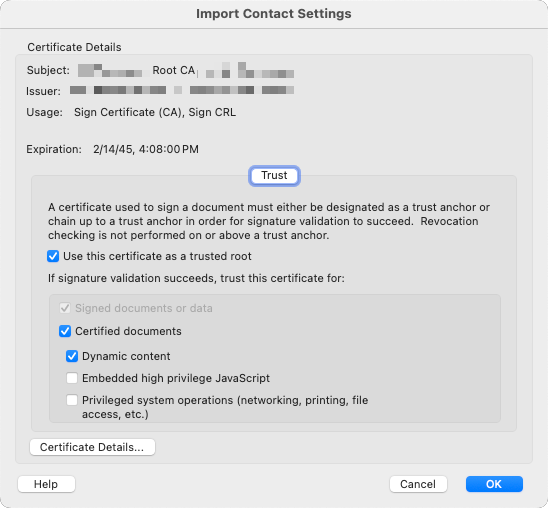 Import Contact Settings
Certificate Details
Subject: Root CA,
Issuer:
Usage: Sign Certificate (CA), Sign CRL
Expiration: 2/14/45, 4:08:00 PM
Trust
A certificate used to sign a document must either be designated as a trust anchor or
chain up to a trust anchor in order for signature validation to succeed. Revocation
checking is not performed on or above a trust anchor.
Use this certificate as a trusted root
If signature validation succeeds, trust this certificate for:
Signed documents or data
Certified documents
Dynamic content
Embedded high privilege JavaScript
Privileged system operations (networking, printing, file
access, etc.)
Certificate Details...
Help Cancel OK